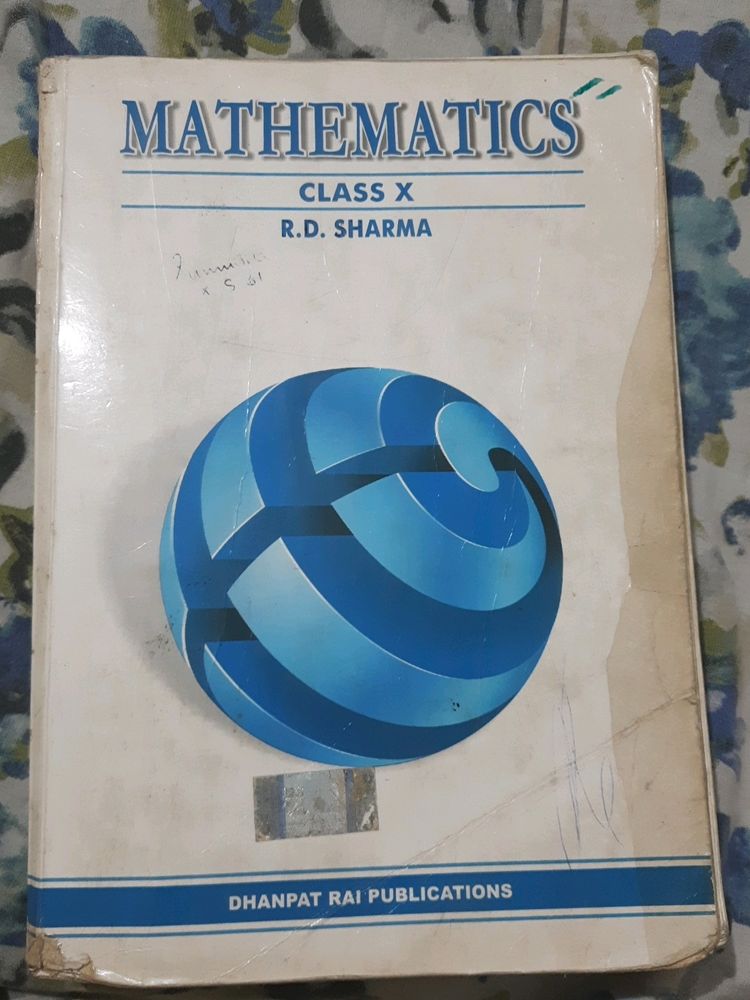 MATHEMATICS
CLASS X
R.D. SHARMA
DHANPAT RAI PUBLICATIONS